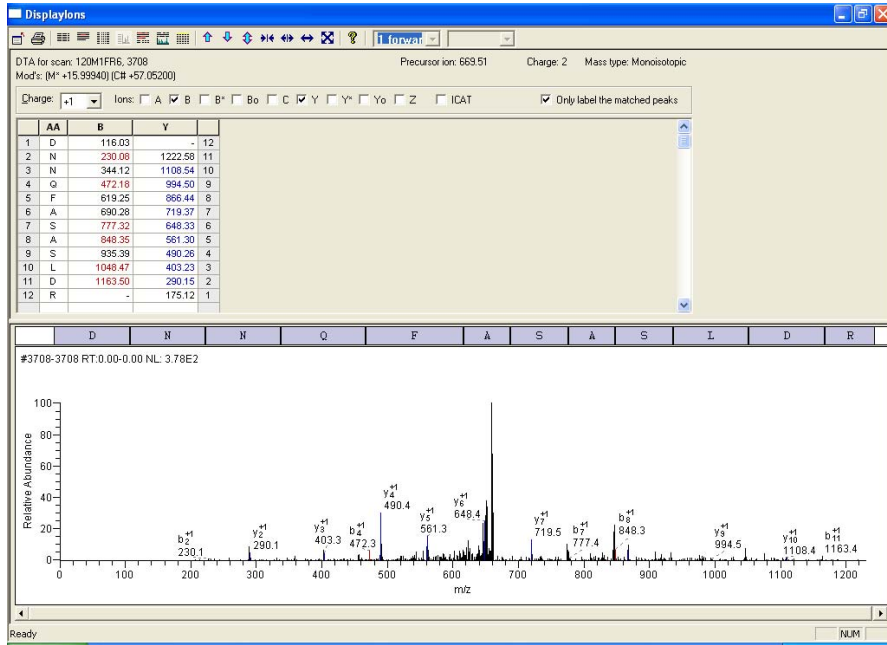 DisplayIons
1 forwar
DTA for scan: 120M1FR6, 3708 Precursor ion: 669.51 Charge: 2 Mass type: Monoisotopic
Mod's: (M* +15.99940) (C# +57.05200)
Charge: +1 Ions: A B B* Bo C Y Y* Yo Z ICAT Only label the matched peaks
AA B Y
1 D 116.03 - 12
2 N 230.08 1222.58 11
3 N 344.12 1108.54 10
4 Q 472.18 994.50 9
5 F 619.25 866.44 8
6 A 690.28 719.37 7
7 S 777.32 648.33 6
8 A 848.35 561.30 5
9 S 935.39 490.26 4
10 L 1048.47 403.23 3
11 D 1163.50 290.15 2
12 R - 175.12 1
D N N Q F A S A S L D R
#3708-3708 RT:0.00-0.00 NL: 3.78E2
Relative Abundance
100
80
60
40
20
0
b2+1
230.1
y2+1
290.1
y3+1
403.3
b4+1
472.3
y4+1
490.4
y5+1
561.3
y6+1
648.4
y7+1
719.5
b7+1
777.4
b8+1
848.3
y9+1
994.5
y10+1
1108.4
b11+1
1163.4
0 100 200 300 400 500 600 700 800 900 1000 1100 1200
m/z
Ready NUM